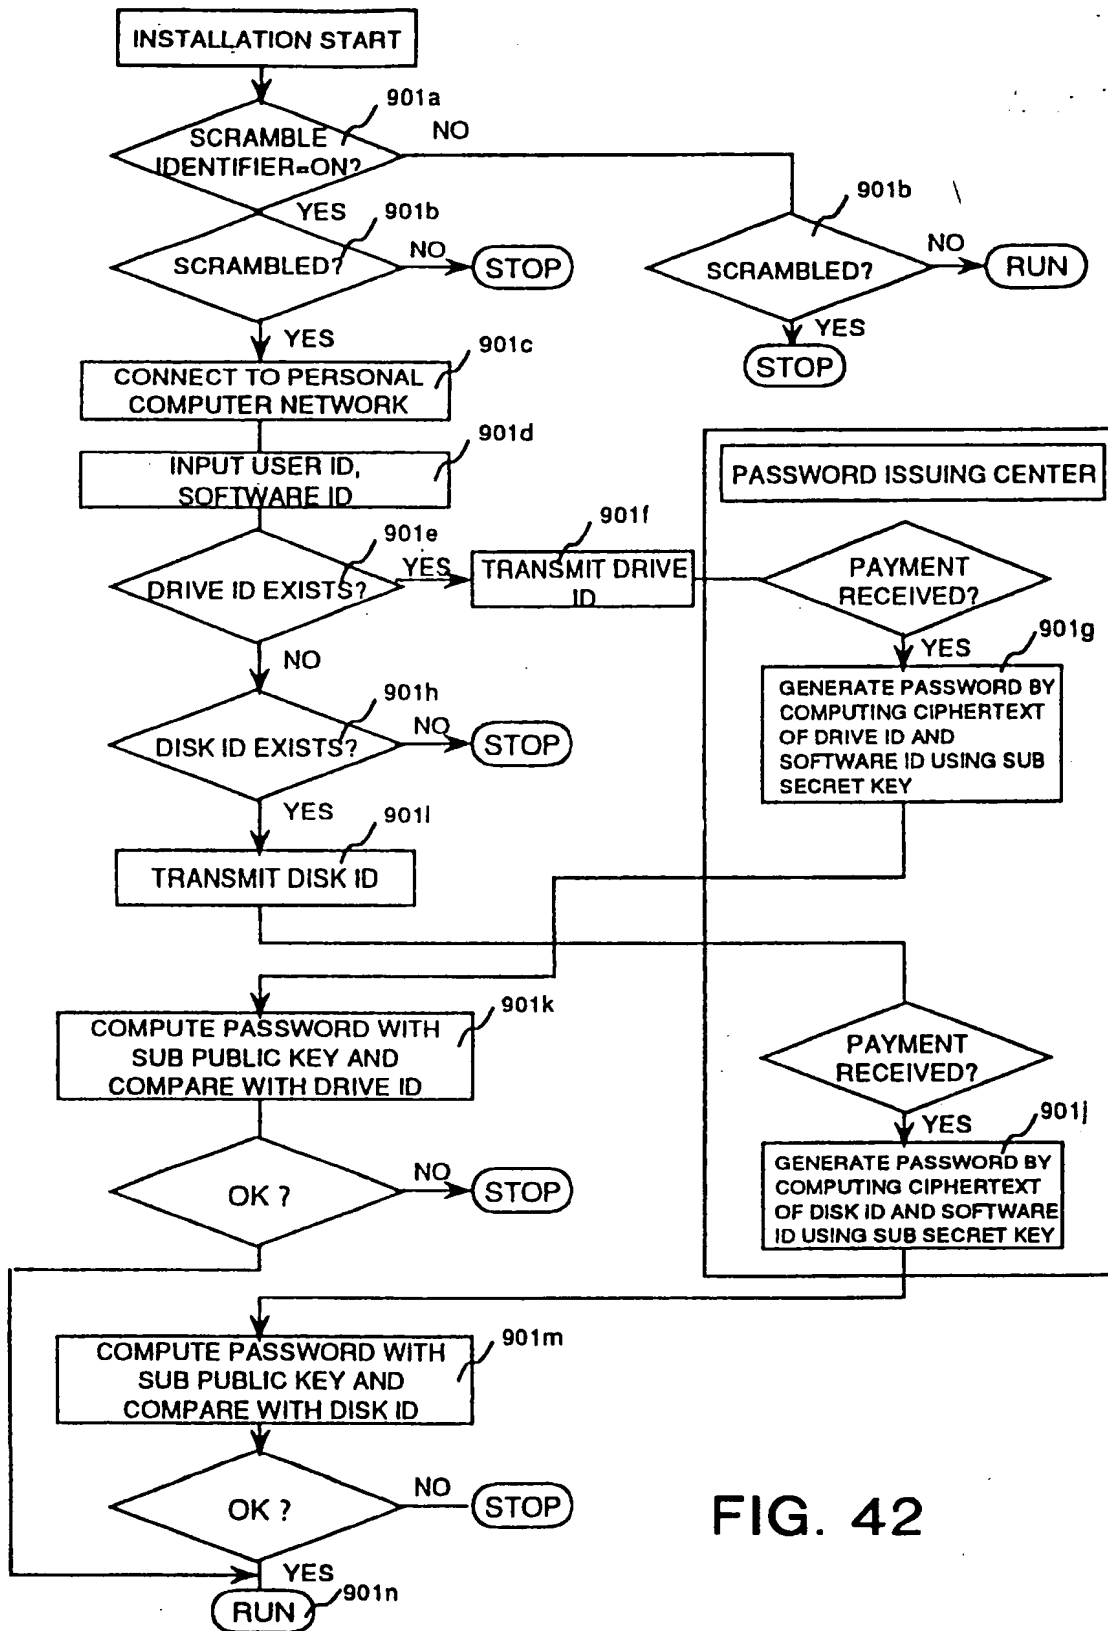 INSTALLATION START
901a
SCRAMBLE
IDENTIFIER=ON?
NO
YES
901b
SCRAMBLED?
NO
STOP
901b
SCRAMBLED?
NO
RUN
YES
STOP
YES
901c
CONNECT TO PERSONAL
COMPUTER NETWORK
901d
INPUT USER ID,
SOFTWARE ID
PASSWORD ISSUING CENTER
901e
DRIVE ID EXISTS?
YES
901f
TRANSMIT DRIVE
ID
PAYMENT
RECEIVED?
YES
901g
GENERATE PASSWORD BY
COMPUTING CIPHERTEXT
OF DRIVE ID AND
SOFTWARE ID USING SUB
SECRET KEY
NO
901h
DISK ID EXISTS?
NO
STOP
YES
901l
TRANSMIT DISK ID
901k
COMPUTE PASSWORD WITH
SUB PUBLIC KEY AND
COMPARE WITH DRIVE ID
PAYMENT
RECEIVED?
YES
901j
GENERATE PASSWORD BY
COMPUTING CIPHERTEXT
OF DISK ID AND SOFTWARE
ID USING SUB SECRET KEY
OK ?
NO
STOP
901m
COMPUTE PASSWORD WITH
SUB PUBLIC KEY AND
COMPARE WITH DISK ID
OK ?
NO
STOP
YES
RUN
901n
FIG. 42